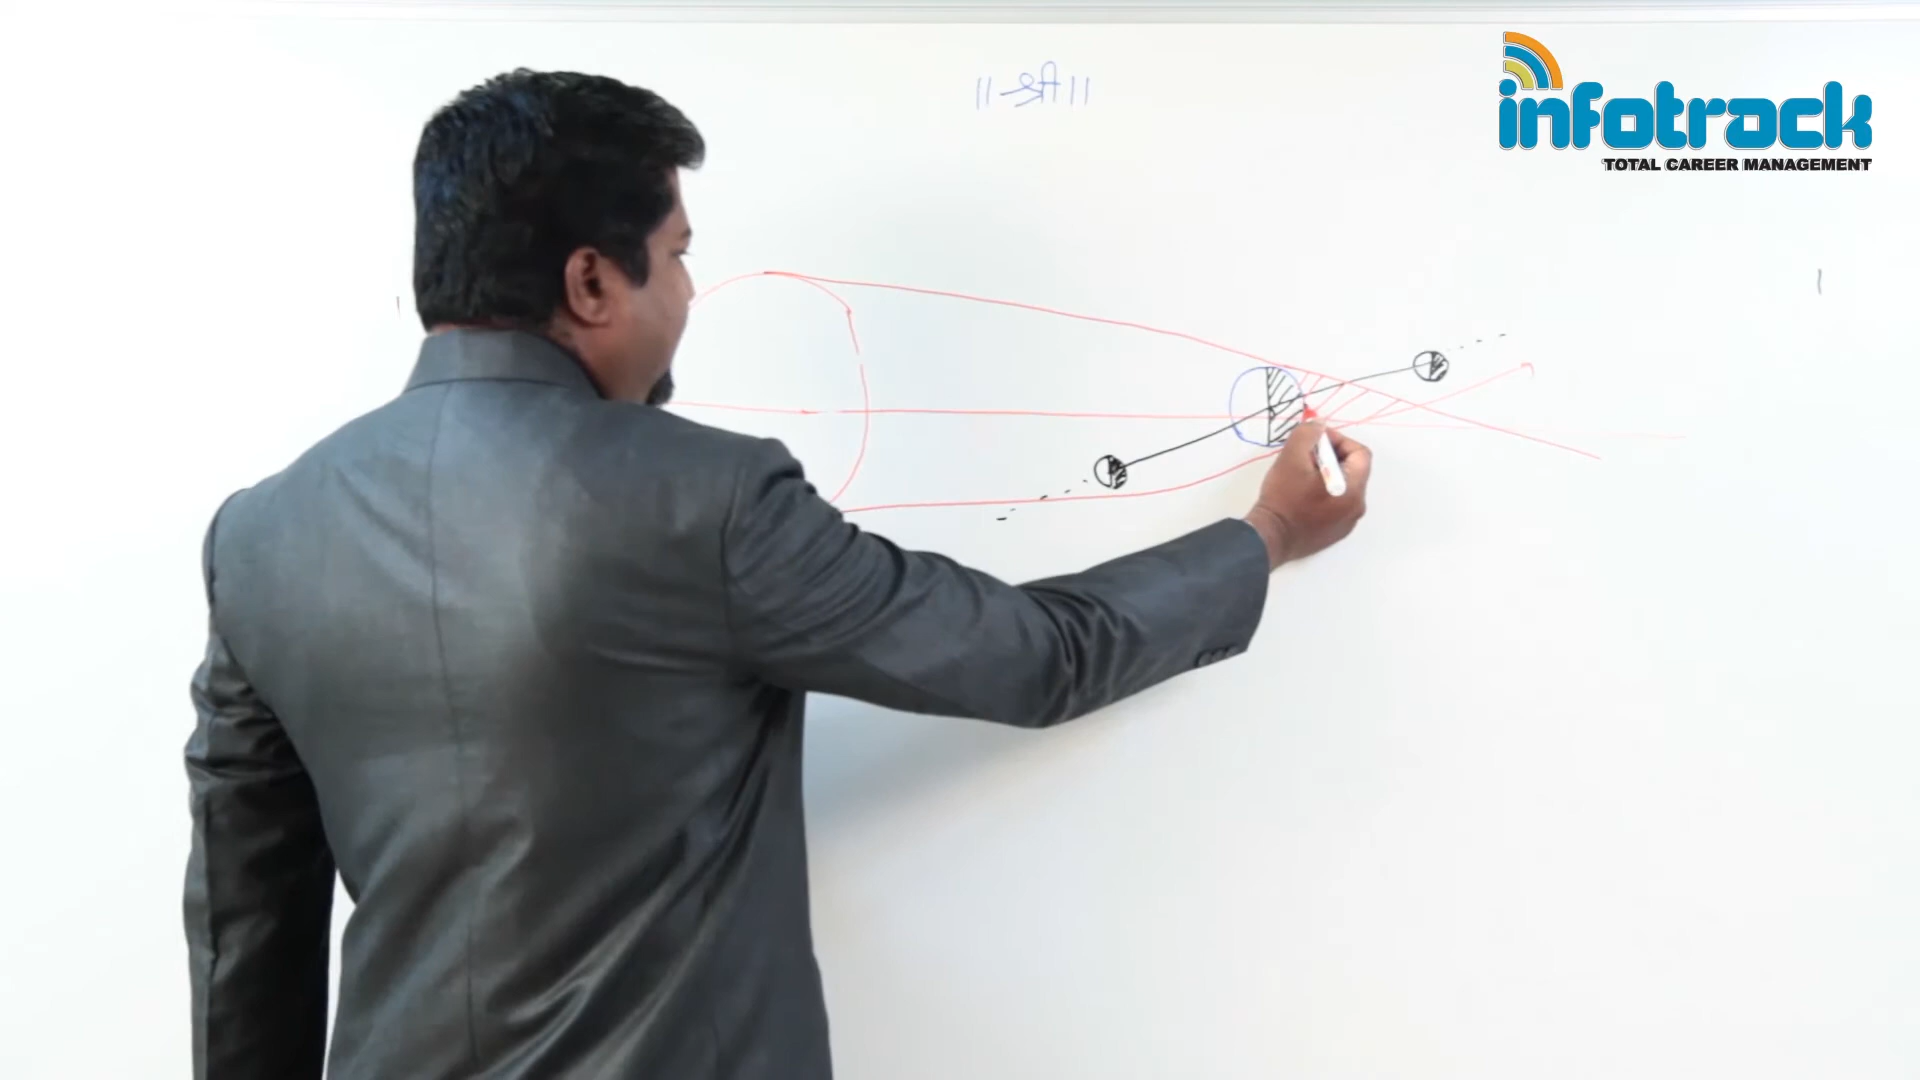 ॥ श्री ॥
infotrack
TOTAL CAREER MANAGEMENT